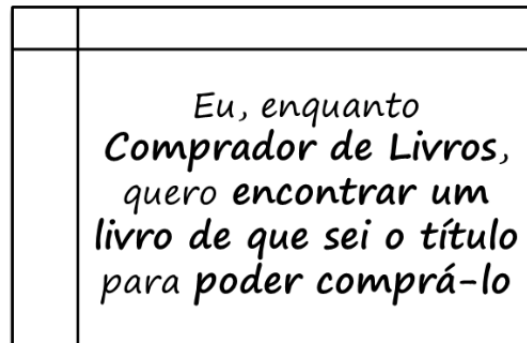 Eu, enquanto
Comprador de Livros,
quero encontrar um
livro de que sei o título
para poder comprá-lo